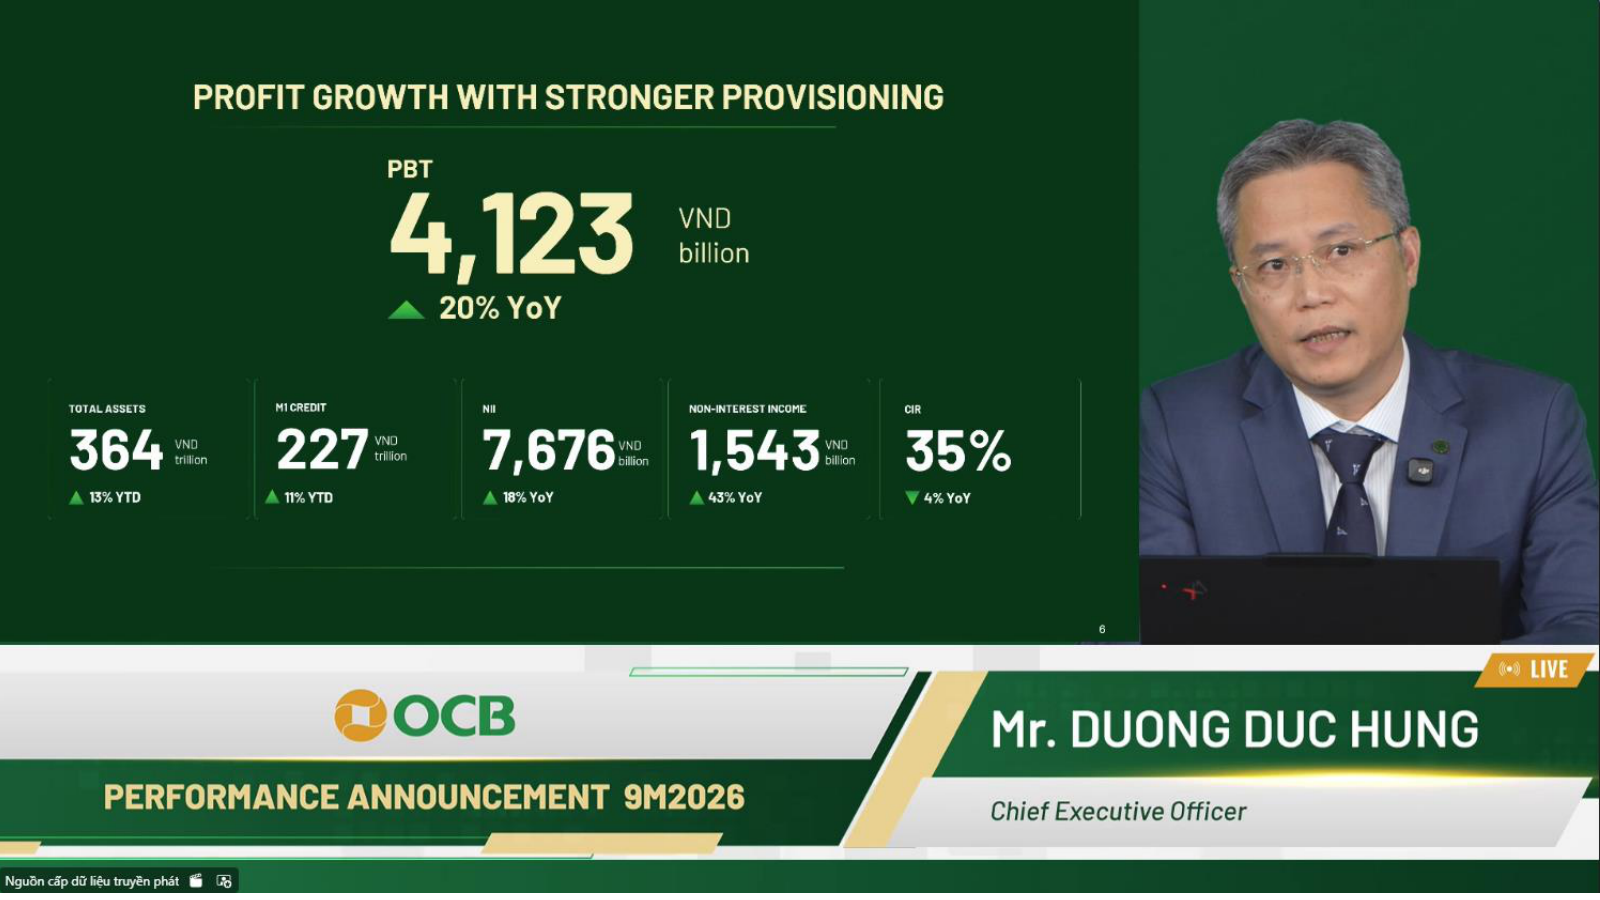 PROFIT GROWTH WITH STRONGER PROVISIONING
PBT
4,123
VND
billion
20% YoY
TOTAL ASSETS
364
VND
trillion
13% YTD
M1 CREDIT
227
VND
trillion
11% YTD
NII
7,676
VND
billion
18% YoY
NON-INTEREST INCOME
1,543
VND
billion
43% YoY
CIR
35%
4% YoY
6
LIVE
OCB
Mr. DUONG DUC HUNG
PERFORMANCE ANNOUNCEMENT 9M2026
Chief Executive Officer
Nguồn cấp dữ liệu truyền phát